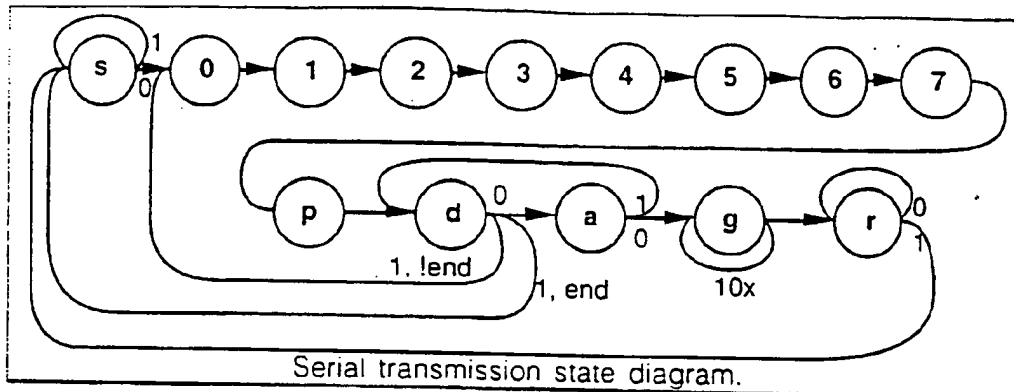 s 1 0 0 1 2 3 4 5 6 7
p d 0 a 1 0 g r 0 1
1, !end 1, end 10x
Serial transmission state diagram.